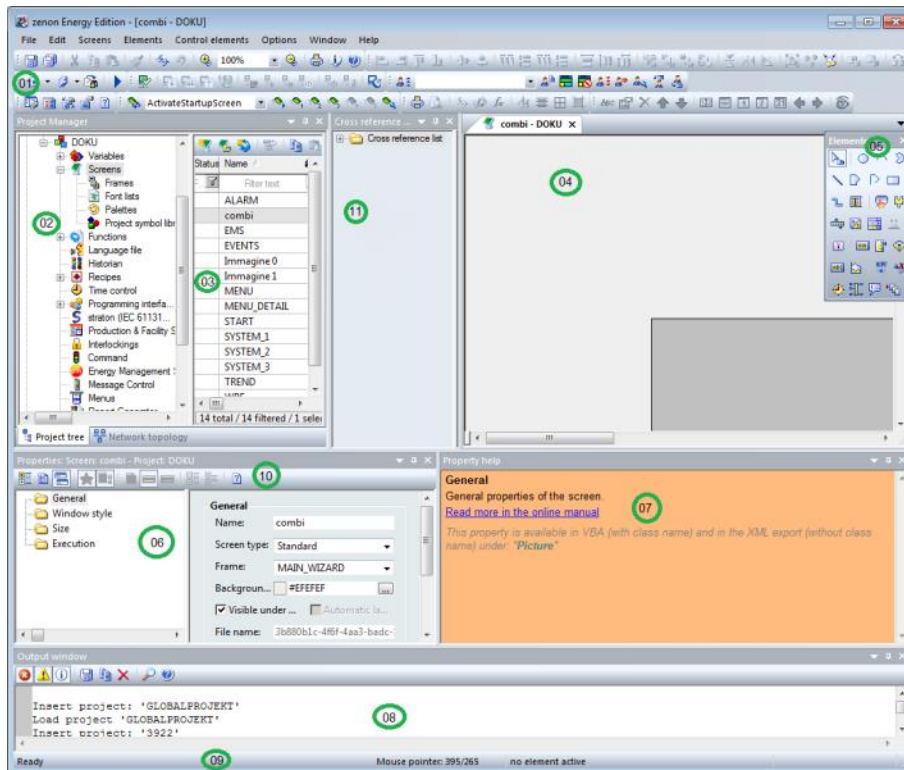 zenon Energy Edition - [combi - DOKU]
File Edit Screens Elements Control elements Options Window Help
100%
01
ActivateStartupScreen
Project Manager
Cross reference ...
combi - DOKU
DOKU
Variables
Screens
Frames
Font lists
Palettes
Project symbol libr
Functions
Language file
Historian
Recipes
Time control
Programming interfa...
straton (IEC 61131...
Production & Facility S
Interlockings
Command
Energy Management
Message Control
Menus
02
Project tree
Network topology
Status Name
Filter text
ALARM
combi
EMS
EVENTS
Immagine 0
Immagine 1
MENU
MENU_DETAIL
START
SYSTEM_1
SYSTEM_2
SYSTEM_3
TREND
03
14 total / 14 filtered / 1 selec
Cross reference list
11
04
05
Properties: Screen: combi - Project: DOKU
10
General
Window style
Size
Execution
06
General
Name: combi
Screen type: Standard
Frame: MAIN_WIZARD
Backgroun... #EFEFEF
Visible under ... Automatic la...
File name: 3b880b1c-4f6f-4aa3-badc-
Property help
General
General properties of the screen.
Read more in the online manual
07
This property is available in VBA (with class name) and in the XML export (without class
name) under: "Picture"
Output window
Insert project: 'GLOBALPROJEKT'
Load project 'GLOBALPROJEKT'
Insert project: '3922'
08
Ready
09
Mouse pointer: 395/265 no element active